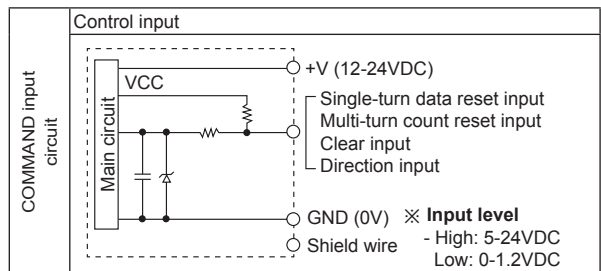 Control input
COMMAND input
circuit
Main circuit
VCC
+V (12-24VDC)
Single-turn data reset input
Multi-turn count reset input
Clear input
Direction input
GND (0V)
※ Input level
Shield wire
- High: 5-24VDC
Low: 0-1.2VDC